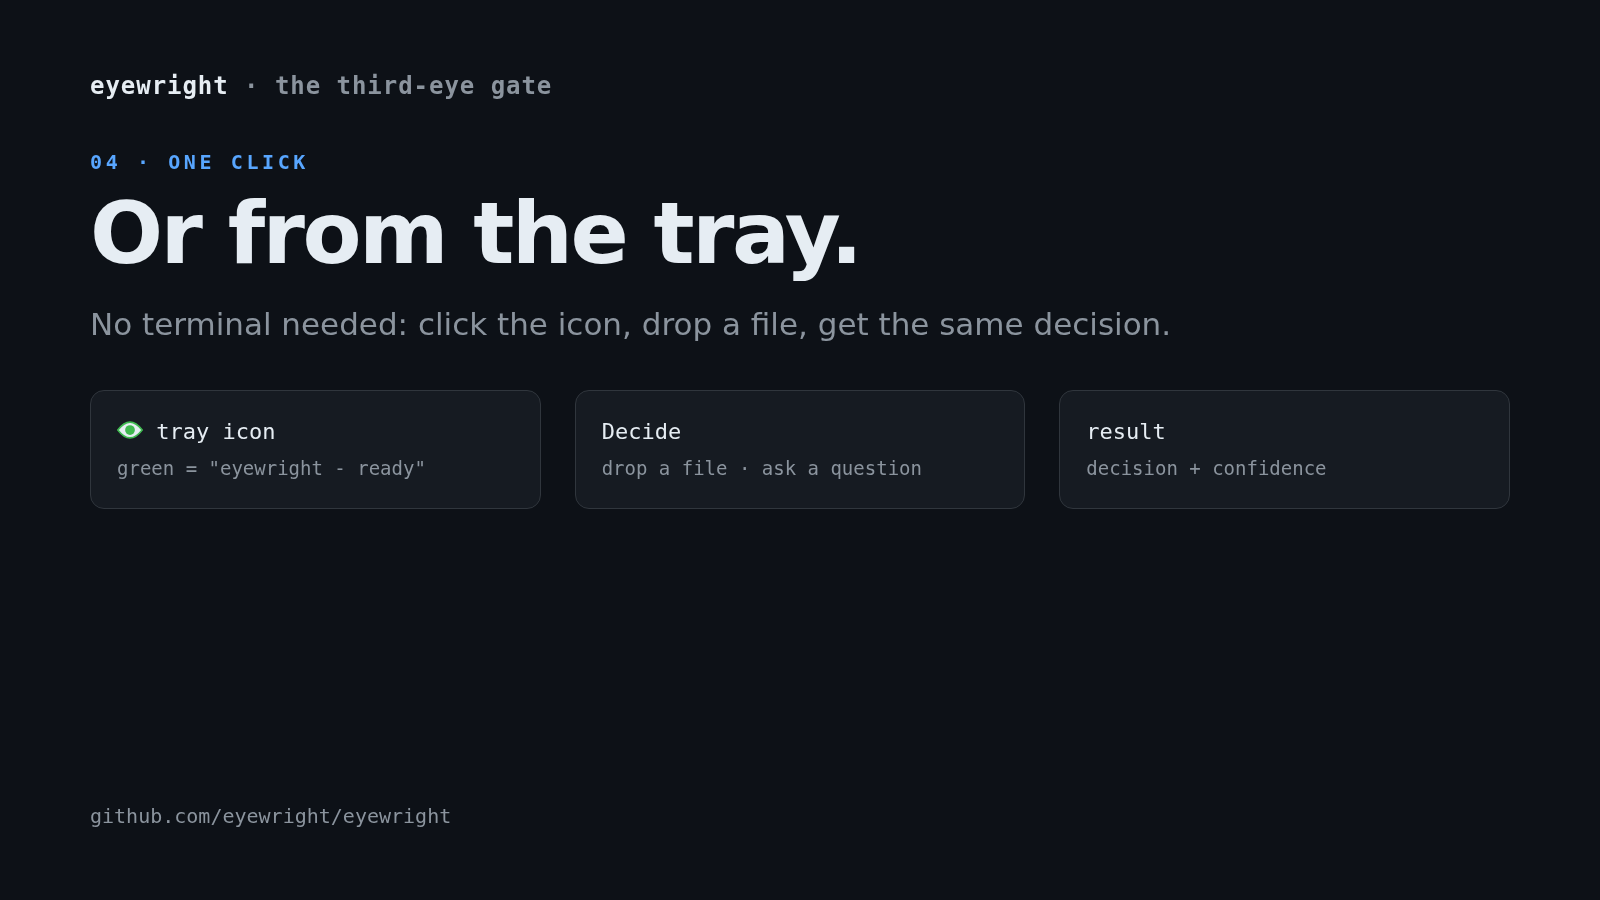 eyewright · the third-eye gate
04 · ONE CLICK
Or from the tray.
No terminal needed: click the icon, drop a file, get the same decision.
tray icon
green = "eyewright - ready"
Decide
drop a file · ask a question
result
decision + confidence
github.com/eyewright/eyewright